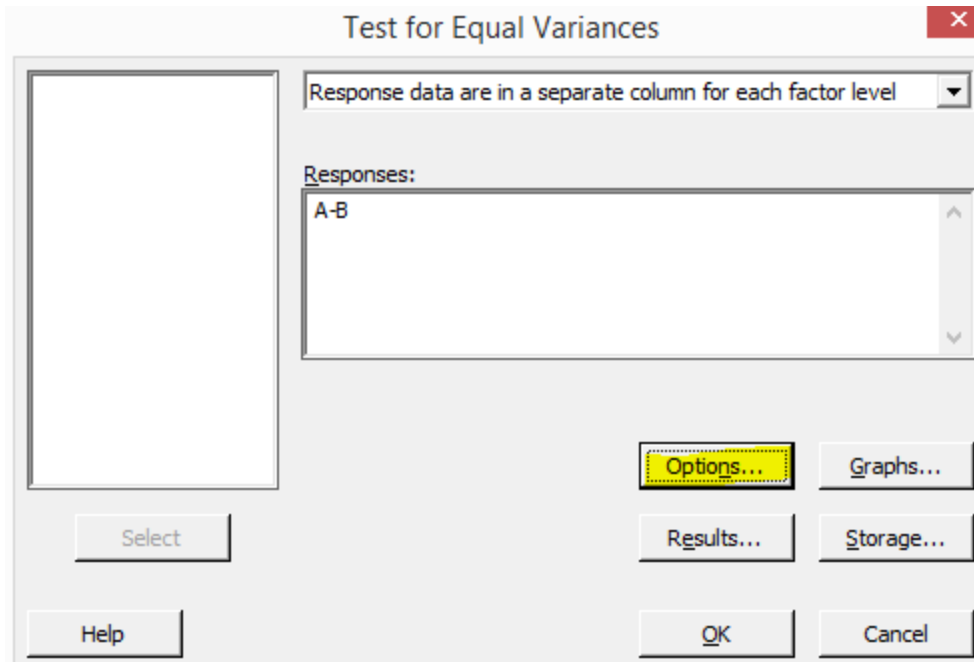 Test for Equal Variances
Response data are in a separate column for each factor level
Responses:
A-B
Options...
Graphs...
Select
Results...
Storage...
Help
OK
Cancel